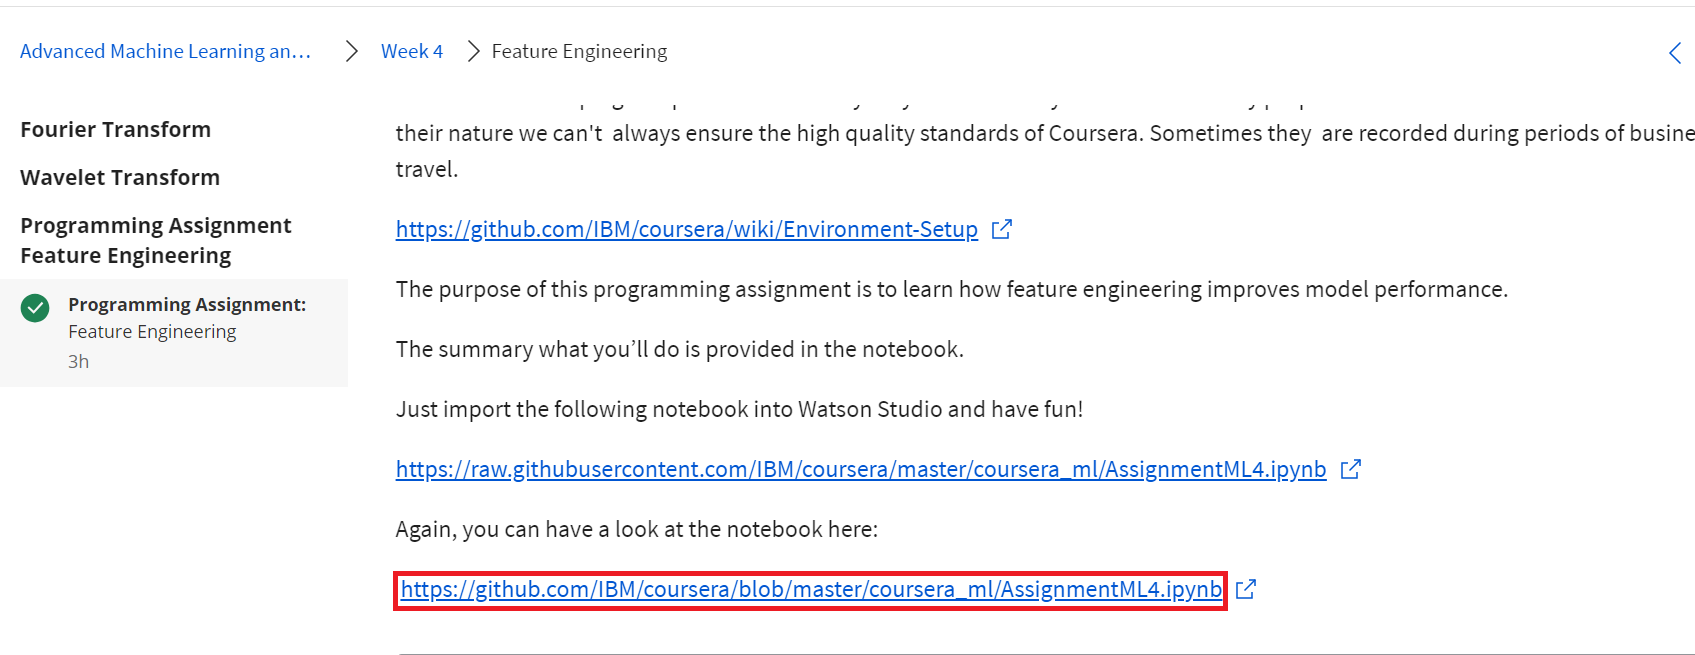 Advanced Machine Learning an...
Week 4
Feature Engineering
Fourier Transform
Wavelet Transform
Programming Assignment
Feature Engineering
Programming Assignment:
Feature Engineering
3h
their nature we can't always ensure the high quality standards of Coursera. Sometimes they are recorded during periods of busine
travel.
https://github.com/IBM/coursera/wiki/Environment-Setup
The purpose of this programming assignment is to learn how feature engineering improves model performance.
The summary what you’ll do is provided in the notebook.
Just import the following notebook into Watson Studio and have fun!
https://raw.githubusercontent.com/IBM/coursera/master/coursera_ml/AssignmentML4.ipynb
Again, you can have a look at the notebook here:
https://github.com/IBM/coursera/blob/master/coursera_ml/AssignmentML4.ipynb